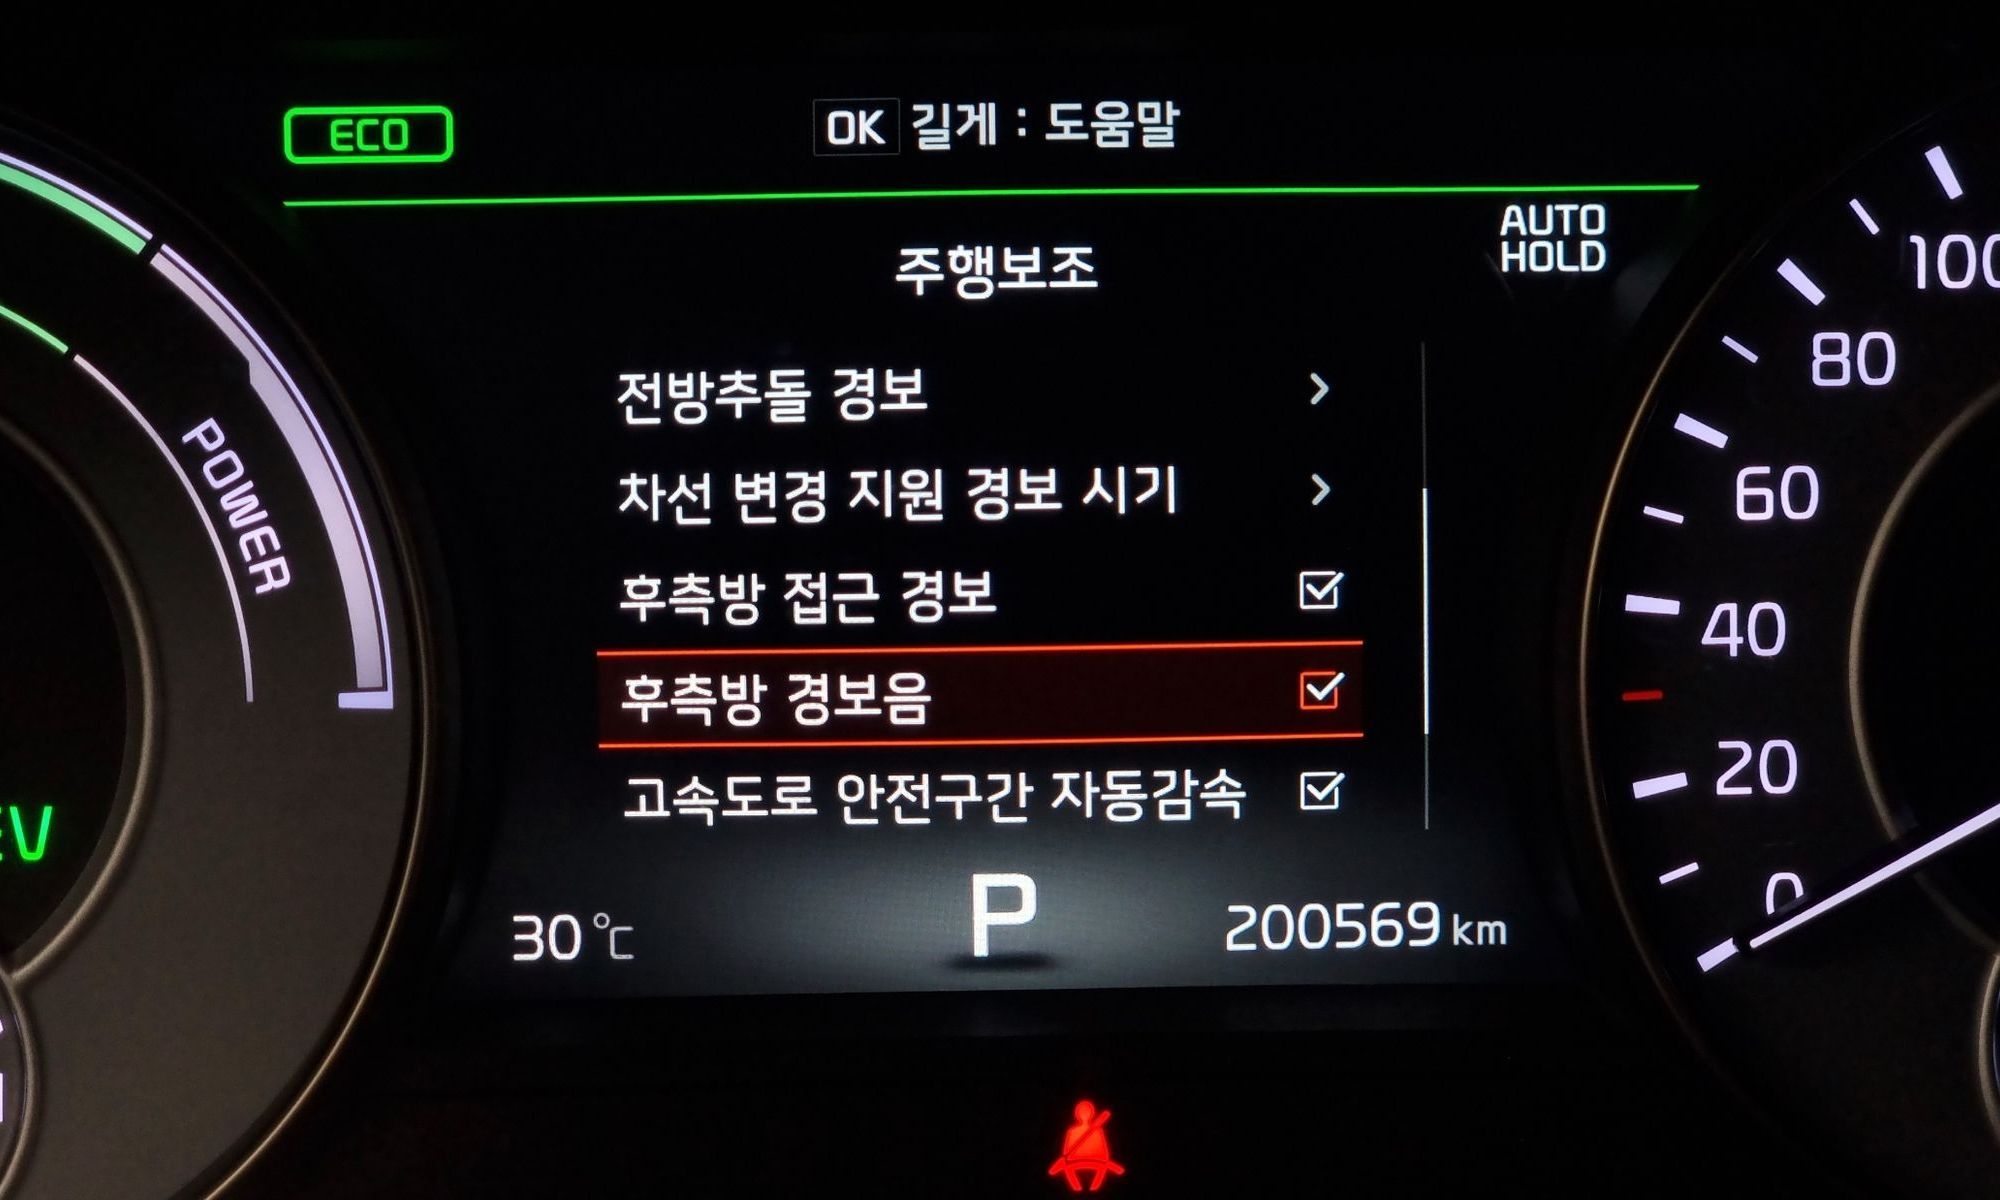 ECO
OK 길게 : 도움말
AUTO
HOLD
주행보조
전방추돌 경보
차선 변경 지원 경보 시기
후측방 접근 경보
후측방 경보음
고속도로 안전구간 자동감속
30 °C
P
200569 km
POWER
EV
100
80
60
40
20
0